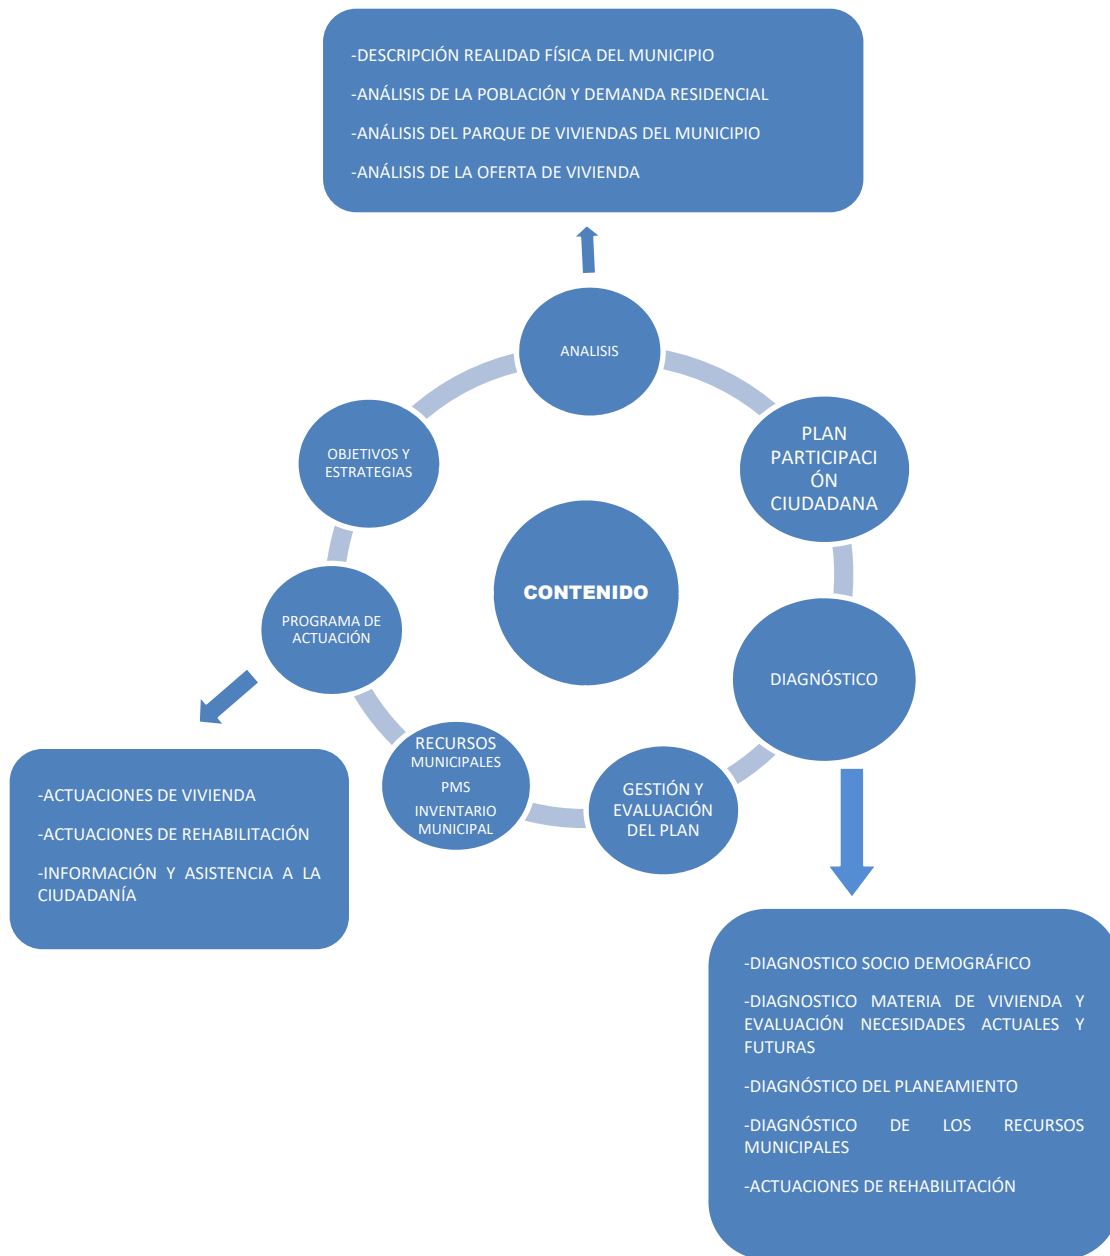 -DESCRIPCIÓN REALIDAD FÍSICA DEL MUNICIPIO
-ANÁLISIS DE LA POBLACIÓN Y DEMANDA RESIDENCIAL
-ANÁLISIS DEL PARQUE DE VIVIENDAS DEL MUNICIPIO
-ANÁLISIS DE LA OFERTA DE VIVIENDA
ANALISIS
PLAN
PARTICIPACI
ÓN
CIUDADANA
OBJETIVOS Y
ESTRATEGIAS
CONTENIDO
PROGRAMA DE
ACTUACIÓN
DIAGNÓSTICO
RECURSOS
MUNICIPALES
PMS
INVENTARIO
MUNICIPAL
GESTIÓN Y
EVALUACIÓN
DEL PLAN
-ACTUACIONES DE VIVIENDA
-ACTUACIONES DE REHABILITACIÓN
-INFORMACIÓN Y ASISTENCIA A LA
CIUDADANÍA
-DIAGNOSTICO SOCIO DEMOGRÁFICO
-DIAGNOSTICO MATERIA DE VIVIENDA Y
EVALUACIÓN NECESIDADES ACTUALES Y
FUTURAS
-DIAGNÓSTICO DEL PLANEAMIENTO
-DIAGNÓSTICO DE LOS RECURSOS
MUNICIPALES
-ACTUACIONES DE REHABILITACIÓN